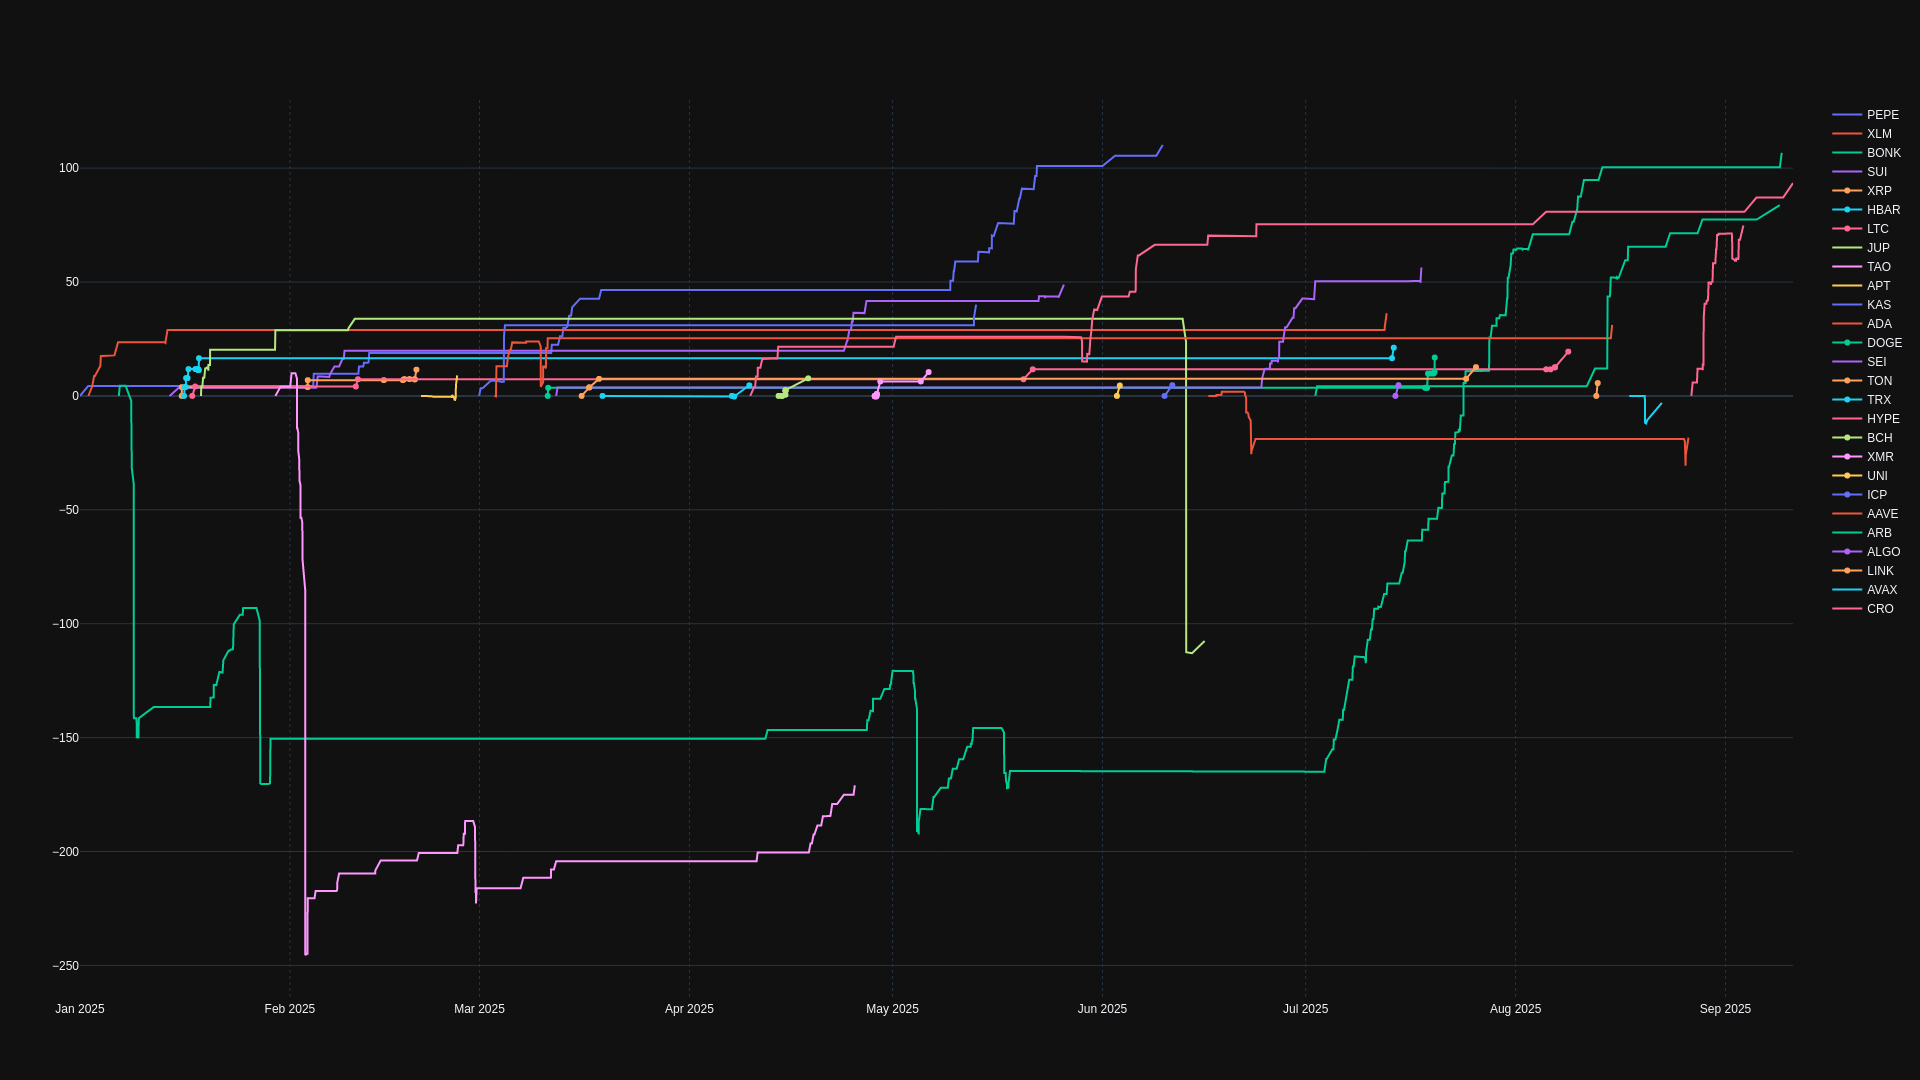 100
50
0
−50
−100
−150
−200
−250
Jan 2025
Feb 2025
Mar 2025
Apr 2025
May 2025
Jun 2025
Jul 2025
Aug 2025
Sep 2025
PEPE
XLM
BONK
SUI
XRP
HBAR
LTC
JUP
TAO
APT
KAS
ADA
DOGE
SEI
TON
TRX
HYPE
BCH
XMR
UNI
ICP
AAVE
ARB
ALGO
LINK
AVAX
CRO